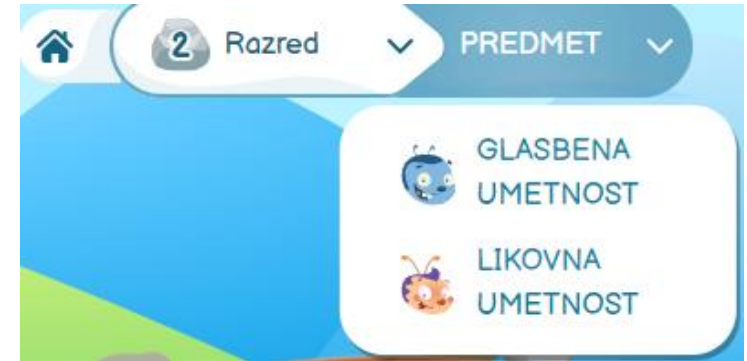 2 Razred PREDMET
GLASBENA
UMETNOST
LIKOVNA
UMETNOST